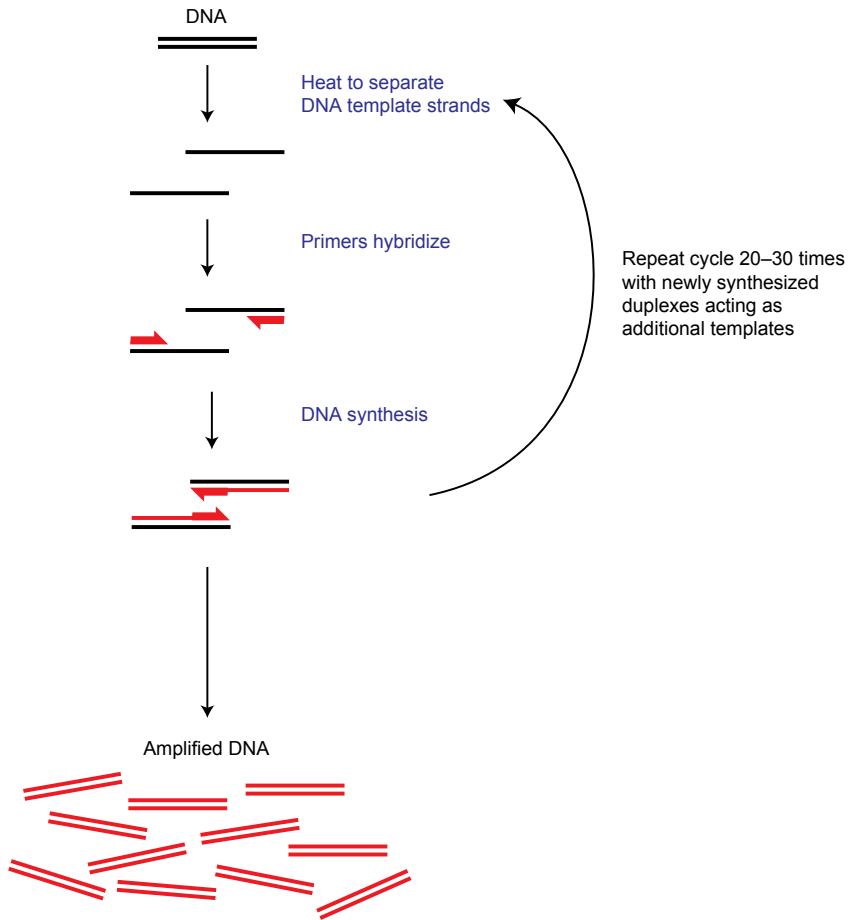 DNA
Heat to separate
DNA template strands
Primers hybridize
Repeat cycle 20–30 times
with newly synthesized
duplexes acting as
additional templates
DNA synthesis
Amplified DNA